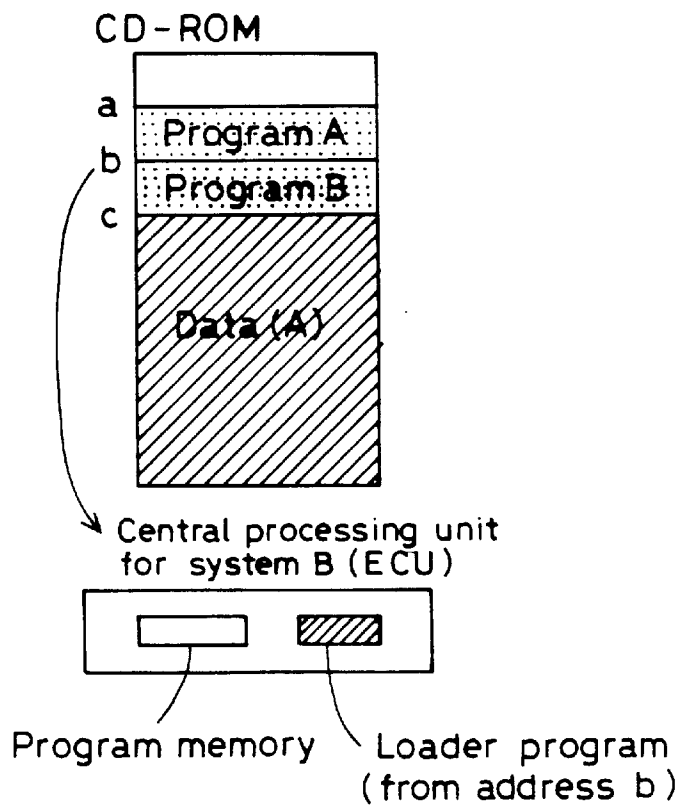 CD-ROM
a
Program A
b
Program B
c
Data (A)
Central processing unit
for system B (ECU)
Program memory
Loader program
(from address b)